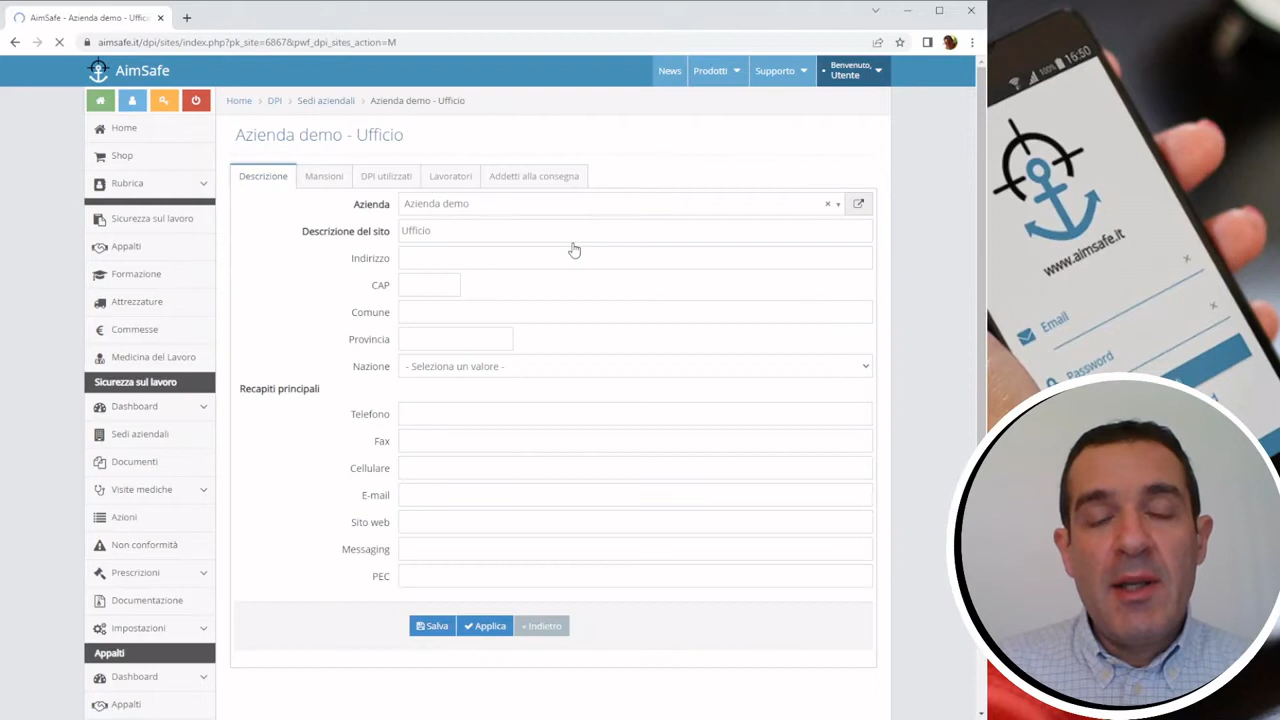 AimSafe - Azienda demo - Uffic
aimsafe.it/dpi/sites/index.php?pk_site=6867&pwf_dpi_sites_action=M
AimSafe
News
Prodotti
Supporto
Benvenuto,
Utente
Home
DPI
Sedi aziendali
Azienda demo - Ufficio
Home
Shop
Rubrica
Sicurezza sul lavoro
Appalti
Formazione
Attrezzature
Commesse
Medicina del Lavoro
Sicurezza sul lavoro
Dashboard
Sedi aziendali
Documenti
Visite mediche
Azioni
Non conformità
Prescrizioni
Documentazione
Impostazioni
Appalti
Dashboard
Appalti
Azienda demo - Ufficio
Descrizione
Mansioni
DPI utilizzati
Lavoratori
Addetti alla consegna
Azienda Azienda demo
Descrizione del sito Ufficio
Indirizzo
CAP
Comune
Provincia
Nazione - Seleziona un valore -
Recapiti principali
Telefono
Fax
Cellulare
E-mail
Sito web
Messaging
PEC
Salva
Applica
« Indietro
100% 16:50
www.aimsafe.it
Email
Password